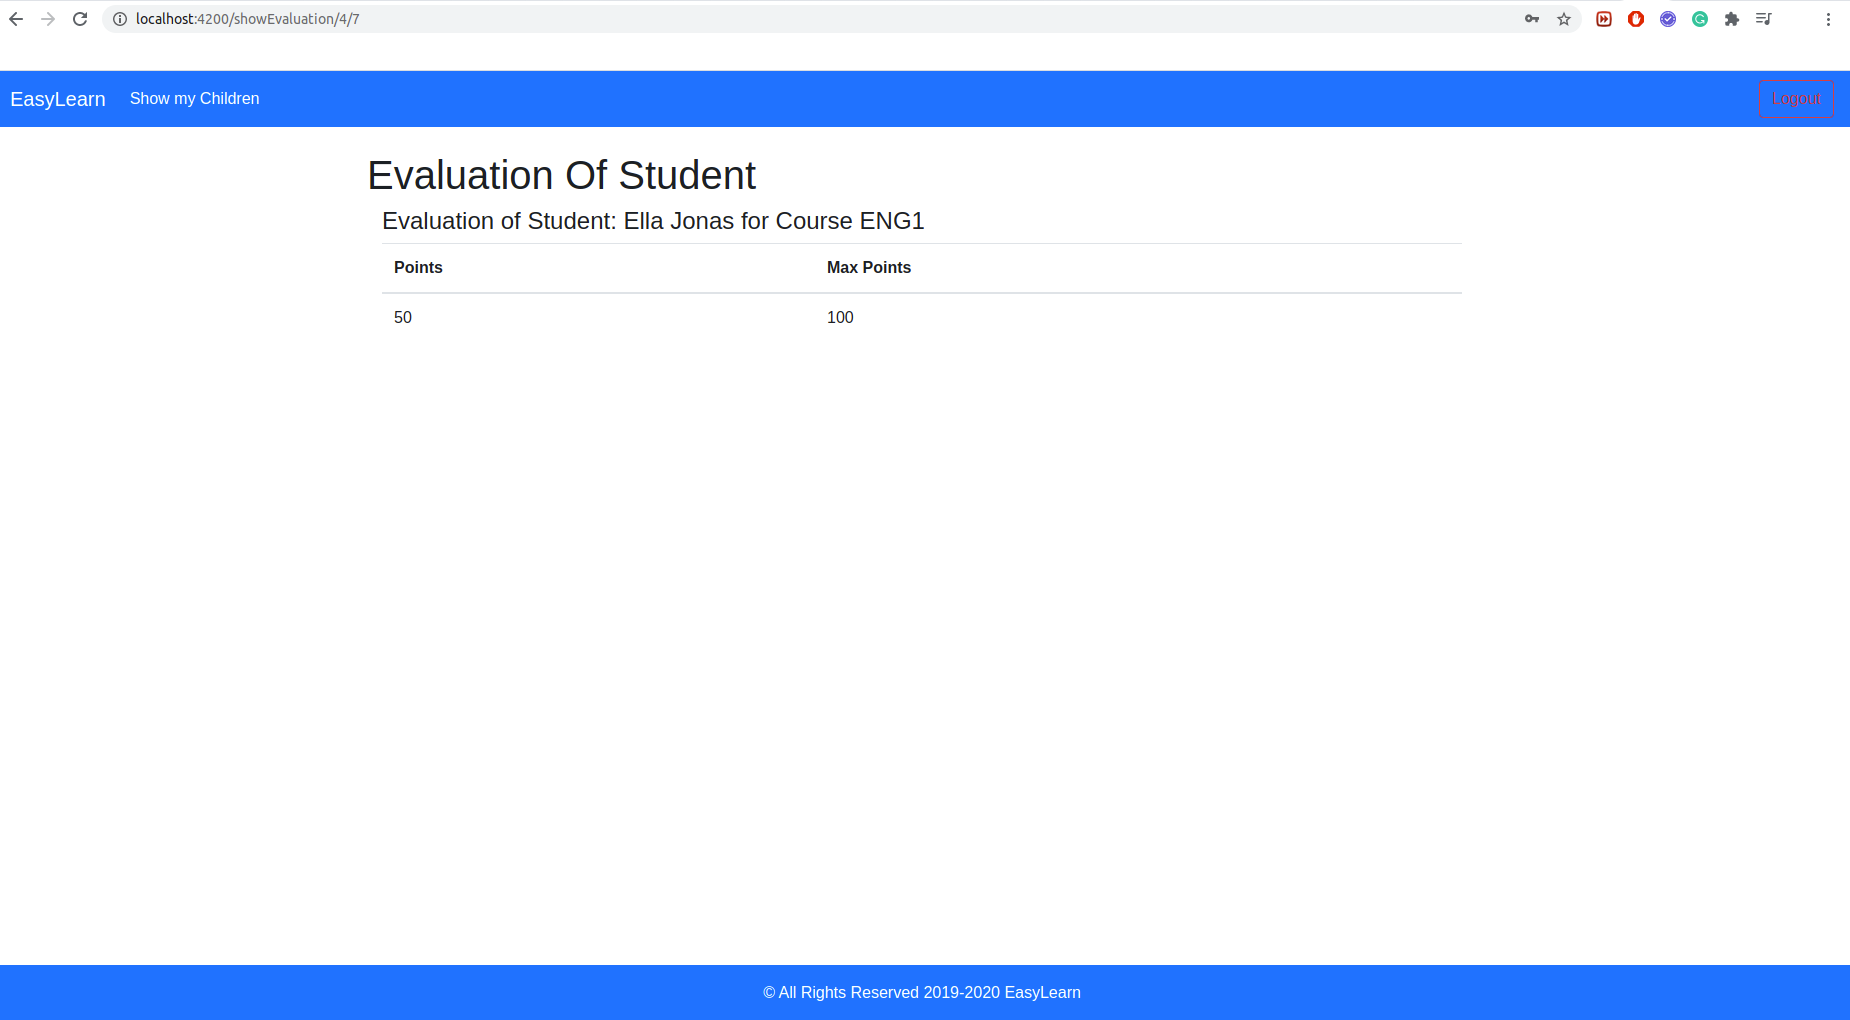 localhost:4200/showEvaluation/4/7
EasyLearn Show my Children Logout
Evaluation Of Student
Evaluation of Student: Ella Jonas for Course ENG1
Points Max Points
50 100
© All Rights Reserved 2019-2020 EasyLearn